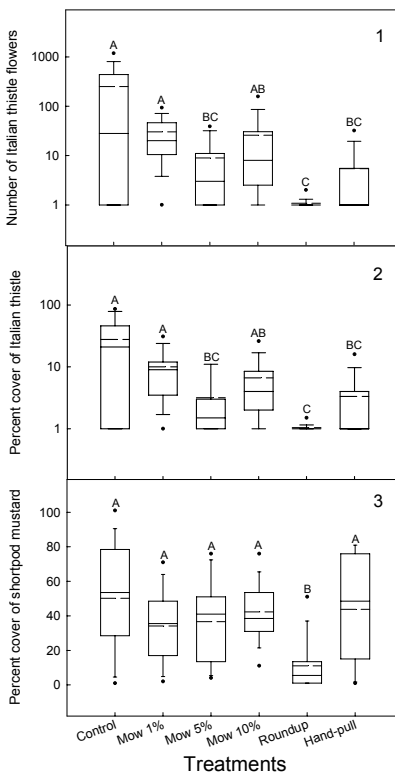 1
Number of Italian thistle flowers
1000
100
10
1
A
A
BC
AB
C
BC
2
Percent cover of Italian thistle
100
10
1
A
A
BC
AB
C
BC
3
Percent cover of shortpod mustard
100
80
60
40
20
0
A
A
A
A
B
A
Control
Mow 1%
Mow 5%
Mow 10%
Roundup
Hand-pull
Treatments